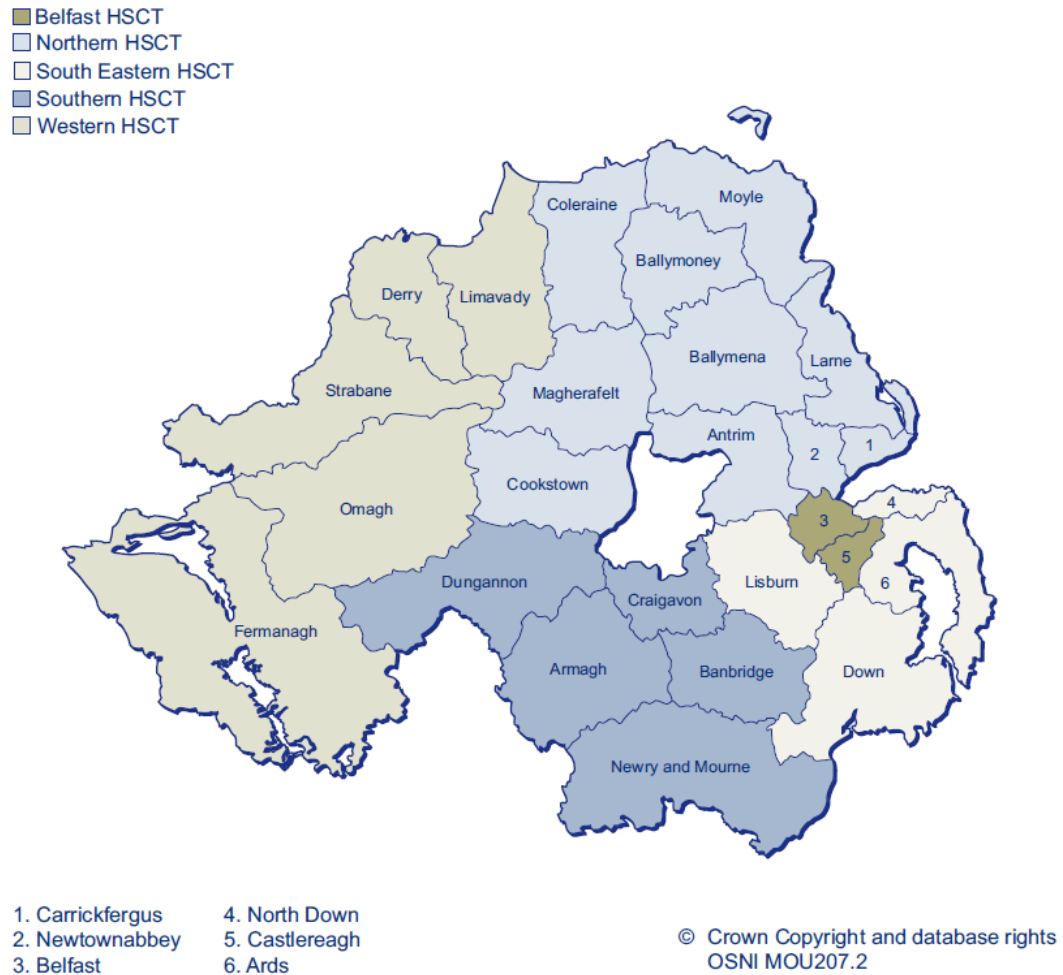 Belfast HSCT
Northern HSCT
South Eastern HSCT
Southern HSCT
Western HSCT
Moyle
Coleraine
Ballymoney
Derry
Limavady
Ballymena
Larne
Strabane
Magherafelt
Antrim
1
2
Cookstown
4
Omagh
3
5
Dungannon
Lisburn
6
Craigavon
Fermanagh
Armagh
Banbridge
Down
Newry and Mourne
1. Carrickfergus
2. Newtownabbey
3. Belfast
4. North Down
5. Castlereagh
6. Ards
© Crown Copyright and database rights
OSNI MOU207.2